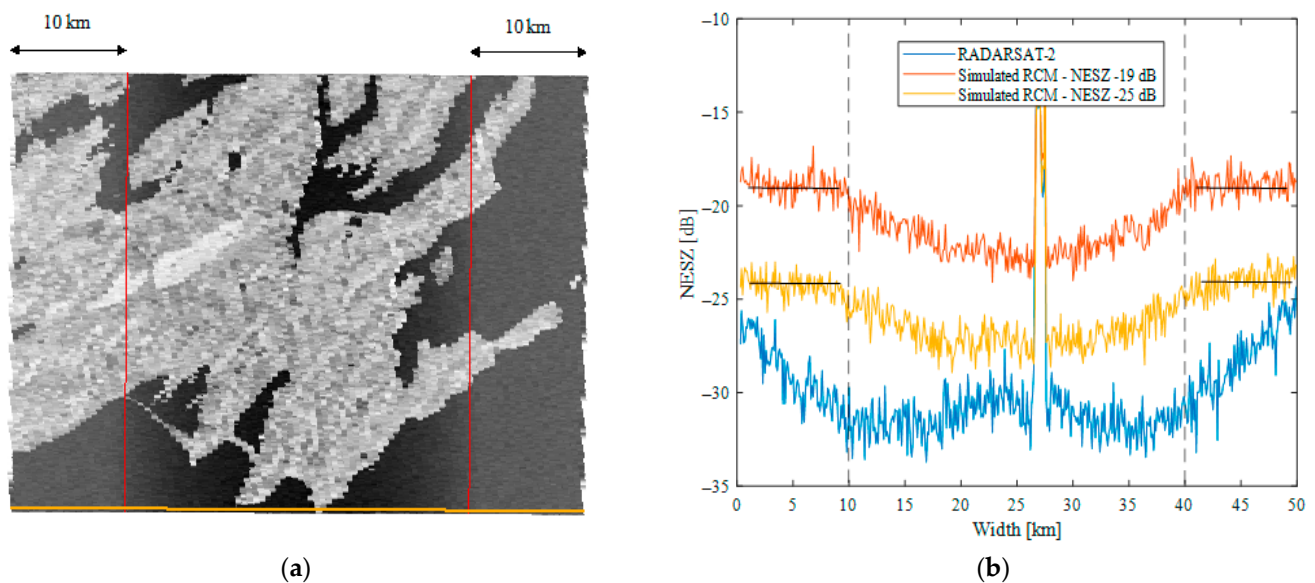 10 km
10 km
(a)
−10
−15
−20
−25
−30
−35
NESZ [dB]
RADARSAT-2
Simulated RCM - NESZ -19 dB
Simulated RCM - NESZ -25 dB
0 5 10 15 20 25 30 35 40 45 50
Width [km]
(b)